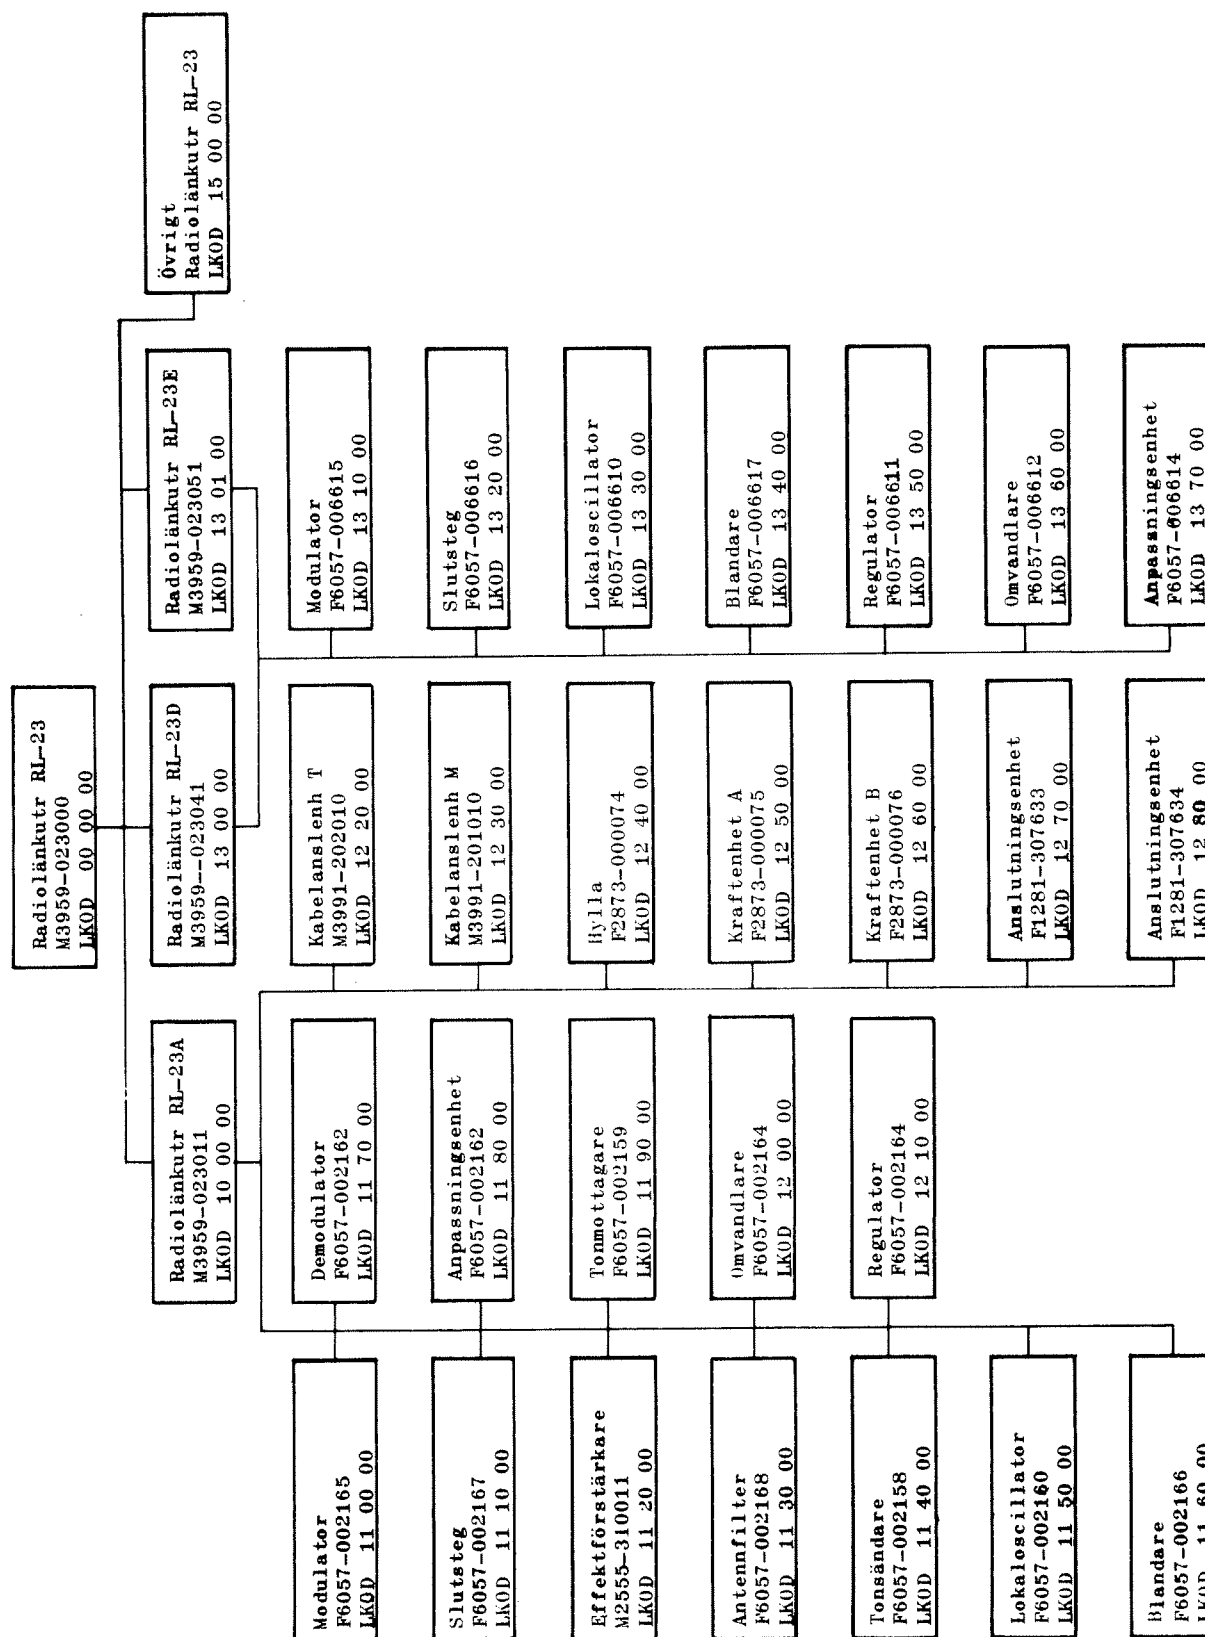 Radiolänkutr RL-23
M3959-023000
LKOD 00 00 00
Radiolänkutr RL-23A
M3959-023011
LKOD 10 00 00
Radiolänkutr RL-23D
M3959--023041
LKOD 13 00 00
Radiolänkutr RL-23E
M3959-023051
LKOD 13 01 00
Övrigt
Radiolänkutr RL-23
LKOD 15 00 00
Modulator
F6057-002165
LKOD 11 00 00
Slutsteg
F6057-002167
LKOD 11 10 00
Effektförstärkare
M2555-310011
LKOD 11 20 00
Antennfilter
F6057-002168
LKOD 11 30 00
Tonsändare
F6057-002158
LKOD 11 40 00
Lokaloscillator
F6057-002160
LKOD 11 50 00
Blandare
F6057-002166
LKOD 11 60 00
Demodulator
F6057-002162
LKOD 11 70 00
Anpassningsenhet
F6057-002162
LKOD 11 80 00
Tonmottagare
F6057-002159
LKOD 11 90 00
Omvandlare
F6057-002164
LKOD 12 00 00
Regulator
F6057-002164
LKOD 12 10 00
Kabelanslenh T
M3991-202010
LKOD 12 20 00
Kabelanslenh M
M3991-201010
LKOD 12 30 00
Hylla
F2873-000074
LKOD 12 40 00
Kraftenhet A
F2873-000075
LKOD 12 50 00
Kraftenhet B
F2873-000076
LKOD 12 60 00
Anslutningsenhet
F1281-307633
LKOD 12 70 00
Anslutningsenhet
F1281-307634
LKOD 12 80 00
Modulator
F6057-006615
LKOD 13 10 00
Slutsteg
F6057-006616
LKOD 13 20 00
Lokaloscillator
F6057-006610
LKOD 13 30 00
Blandare
F6057-006617
LKOD 13 40 00
Regulator
F6057-006611
LKOD 13 50 00
Omvandlare
F6057-006612
LKOD 13 60 00
Anpassningsenhet
F6057-006614
LKOD 13 70 00